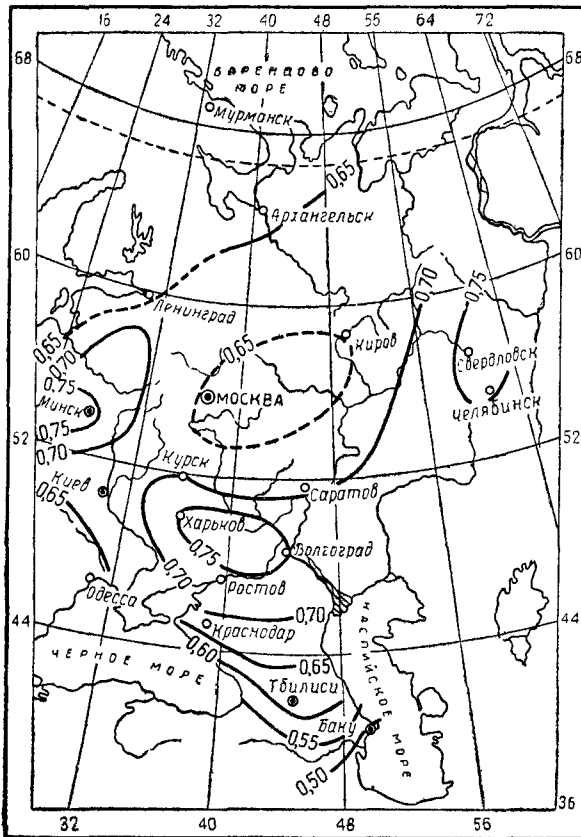 16 24 32 40 48 55 64 72
68 68
БАРЕНЦОВО
МОРЕ
Мурманск
0,65
Архангельск
60 60
Ленинград
0,70
0,75
0,65
0,70
0,65
Киров
Свердловск
0,75
Минск
МОСКВА
Челябинск
0,75
52 52
0,70
Курск
Киев
0,65
Саратов
Харьков
0,75
Волгоград
0,70
Ростов
Одесса
0,70
44 44
Краснодар
0,60
0,65
ЧЕРНОЕ МОРЕ
Тбилиси
КАСПИЙСКОЕ МОРЕ
Баку
0,55
0,50
36
32 40 48 56